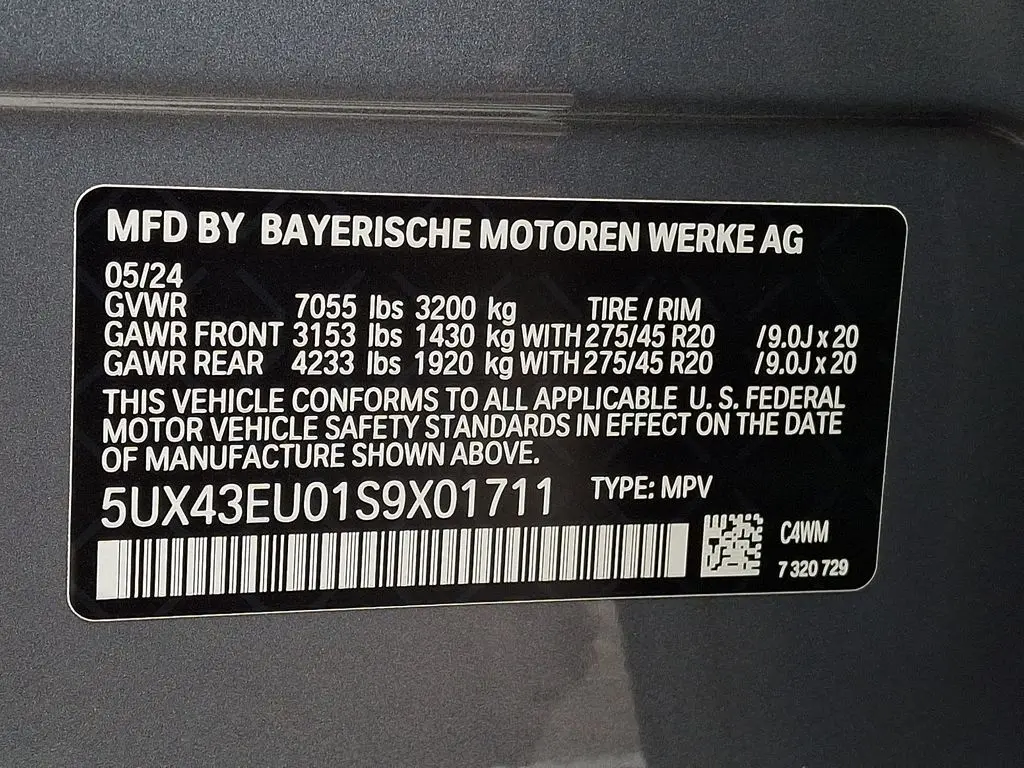 MFD BY BAYERISCHE MOTOREN WERKE AG
05/24
GVWR 7055 lbs 3200 kg TIRE / RIM
GAWR FRONT 3153 lbs 1430 kg WITH 275/45 R20 /9.0J x 20
GAWR REAR 4233 lbs 1920 kg WITH 275/45 R20 /9.0J x 20
THIS VEHICLE CONFORMS TO ALL APPLICABLE U. S. FEDERAL
MOTOR VEHICLE SAFETY STANDARDS IN EFFECT ON THE DATE
OF MANUFACTURE SHOWN ABOVE.
5UX43EU01S9X01711 TYPE: MPV
C4WM
7 320 729